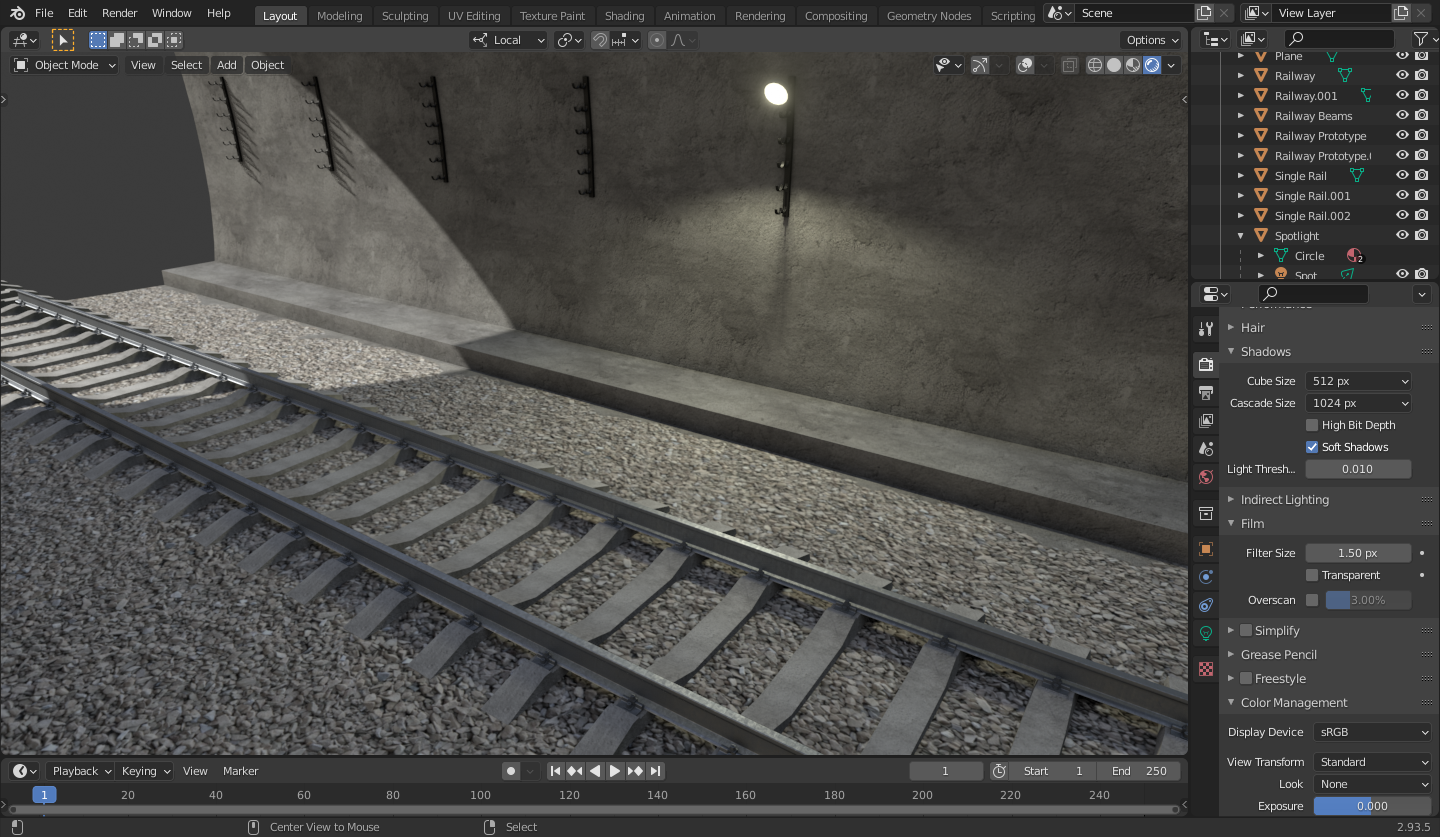 File Edit Render Window Help Layout Modeling Sculpting UV Editing Texture Paint Shading Animation Rendering Compositing Geometry Nodes Scripting Scene View Layer
Local Options
Object Mode View Select Add Object
Plane
Railway
Railway.001
Railway Beams
Railway Prototype
Railway Prototype.
Single Rail
Single Rail.001
Single Rail.002
Spotlight
Circle 2
Spot
Hair
Shadows
Cube Size 512 px
Cascade Size 1024 px
High Bit Depth
Soft Shadows
Light Thresh... 0.010
Indirect Lighting
Film
Filter Size 1.50 px
Transparent
Overscan 3.00%
Simplify
Grease Pencil
Freestyle
Color Management
Display Device sRGB
View Transform Standard
Look None
Exposure 0.000
Playback Keying View Marker 1 Start 1 End 250
1 20 40 60 80 100 120 140 160 180 200 220 240
Center View to Mouse Select 2.93.5